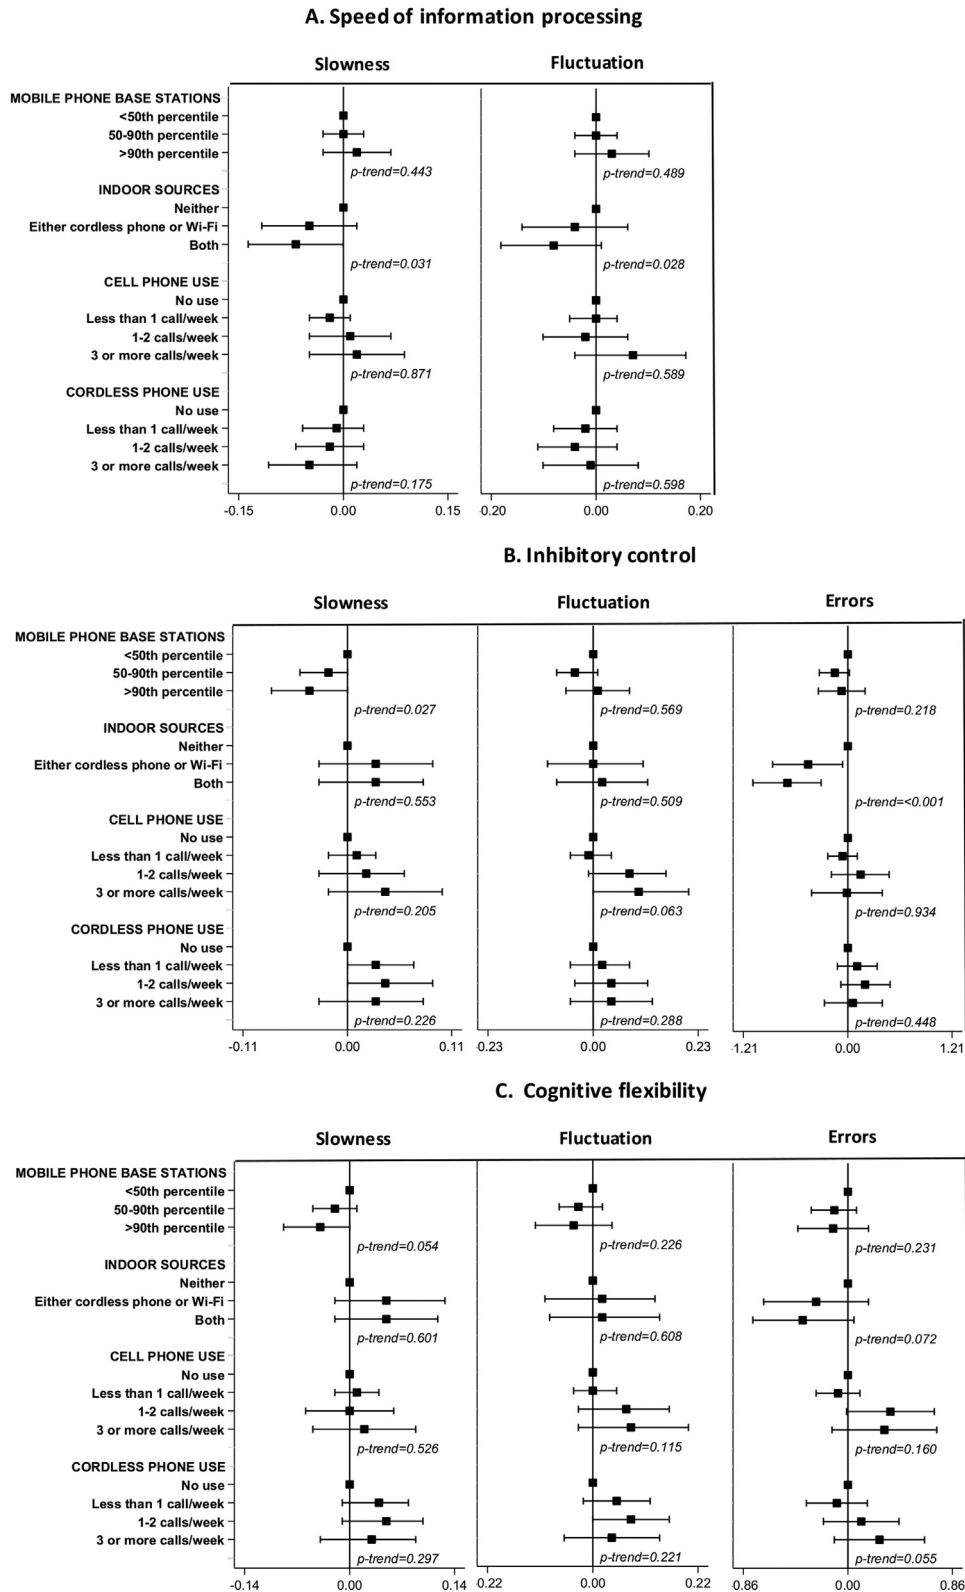 A. Speed of information processing
Slowness Fluctuation
MOBILE PHONE BASE STATIONS
<50th percentile
50-90th percentile
>90th percentile
p-trend=0.443 p-trend=0.489
INDOOR SOURCES
Neither
Either cordless phone or Wi-Fi
Both
p-trend=0.031 p-trend=0.028
CELL PHONE USE
No use
Less than 1 call/week
1-2 calls/week
3 or more calls/week
p-trend=0.871 p-trend=0.589
CORDLESS PHONE USE
No use
Less than 1 call/week
1-2 calls/week
3 or more calls/week
p-trend=0.175 p-trend=0.598
-0.15 0.00 0.15 -0.20 0.00 0.20
B. Inhibitory control
Slowness Fluctuation Errors
MOBILE PHONE BASE STATIONS
<50th percentile
50-90th percentile
>90th percentile
p-trend=0.027 p-trend=0.569 p-trend=0.218
INDOOR SOURCES
Neither
Either cordless phone or Wi-Fi
Both
p-trend=0.553 p-trend=0.509 p-trend=<0.001
CELL PHONE USE
No use
Less than 1 call/week
1-2 calls/week
3 or more calls/week
p-trend=0.205 p-trend=0.063 p-trend=0.934
CORDLESS PHONE USE
No use
Less than 1 call/week
1-2 calls/week
3 or more calls/week
p-trend=0.226 p-trend=0.288 p-trend=0.448
-0.11 0.00 0.11 -0.23 0.00 0.23 -1.21 0.00 1.21
C. Cognitive flexibility
Slowness Fluctuation Errors
MOBILE PHONE BASE STATIONS
<50th percentile
50-90th percentile
>90th percentile
p-trend=0.054 p-trend=0.226 p-trend=0.231
INDOOR SOURCES
Neither
Either cordless phone or Wi-Fi
Both
p-trend=0.601 p-trend=0.608 p-trend=0.072
CELL PHONE USE
No use
Less than 1 call/week
1-2 calls/week
3 or more calls/week
p-trend=0.526 p-trend=0.115 p-trend=0.160
CORDLESS PHONE USE
No use
Less than 1 call/week
1-2 calls/week
3 or more calls/week
p-trend=0.297 p-trend=0.221 p-trend=0.055
-0.14 0.00 0.14 -0.22 0.00 0.22 -0.86 0.00 0.86